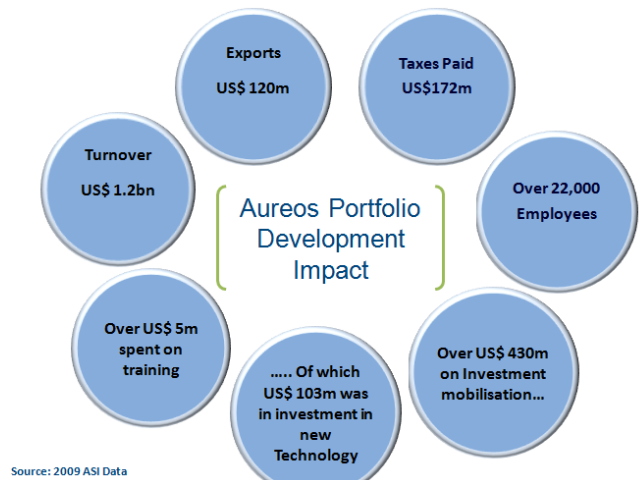 Exports
US$ 120m
Taxes Paid
US$172m
Turnover
US$ 1.2bn
Over 22,000
Employees
Aureos Portfolio
Development
Impact
Over US$ 5m
spent on
training
….. Of which
US$ 103m was
in investment in
new
Technology
Over US$ 430m
on Investment
mobilisation…
Source: 2009 ASI Data